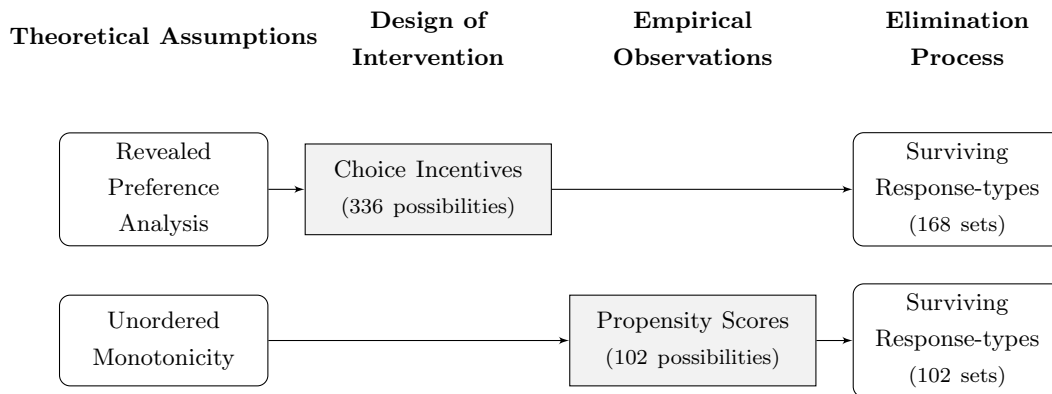 Theoretical Assumptions
Design of
Intervention
Empirical
Observations
Elimination
Process
Revealed
Preference
Analysis
Choice Incentives
(336 possibilities)
Surviving
Response-types
(168 sets)
Unordered
Monotonicity
Propensity Scores
(102 possibilities)
Surviving
Response-types
(102 sets)